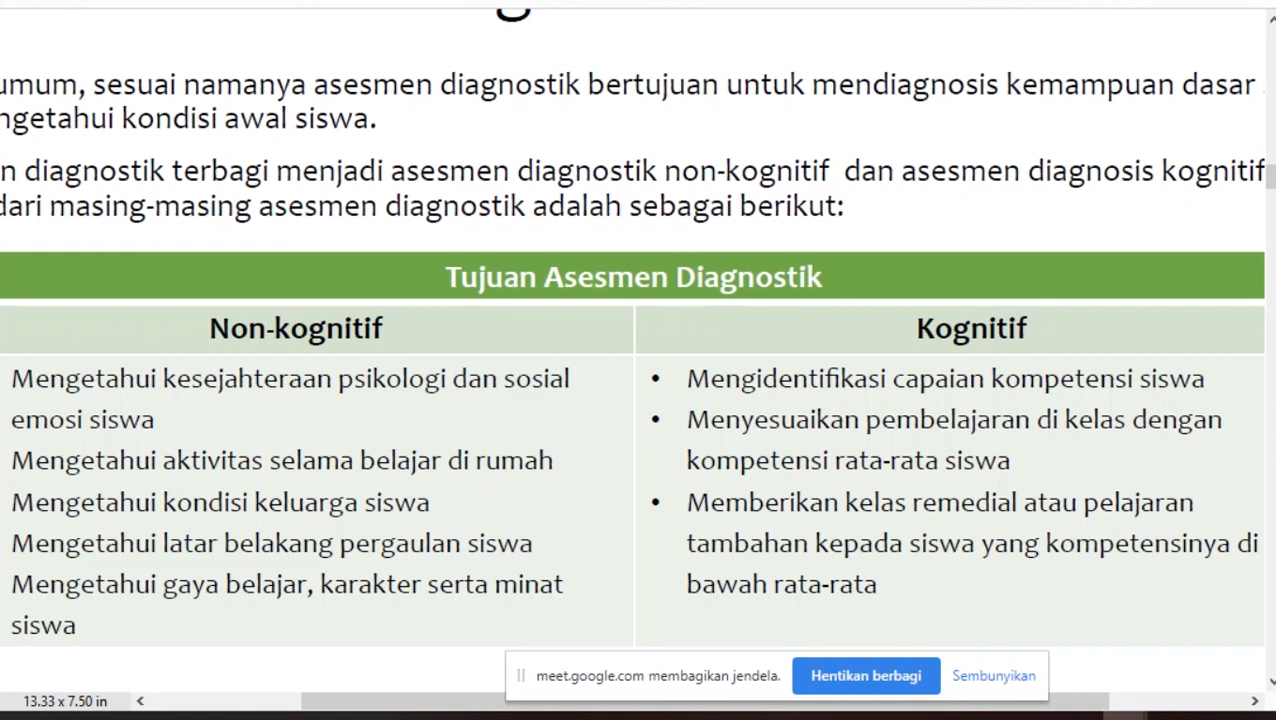 umum, sesuai namanya asesmen diagnostik bertujuan untuk mendiagnosis kemampuan dasar
ngetahui kondisi awal siswa.
n diagnostik terbagi menjadi asesmen diagnostik non-kognitif dan asesmen diagnosis kognitif
dari masing-masing asesmen diagnostik adalah sebagai berikut:
Tujuan Asesmen Diagnostik
Non-kognitif
Kognitif
Mengetahui kesejahteraan psikologi dan sosial
emosi siswa
Mengetahui aktivitas selama belajar di rumah
Mengetahui kondisi keluarga siswa
Mengetahui latar belakang pergaulan siswa
Mengetahui gaya belajar, karakter serta minat
siswa
• Mengidentifikasi capaian kompetensi siswa
• Menyesuaikan pembelajaran di kelas dengan
kompetensi rata-rata siswa
• Memberikan kelas remedial atau pelajaran
tambahan kepada siswa yang kompetensinya di
bawah rata-rata
meet.google.com membagikan jendela.
Hentikan berbagi
Sembunyikan
13.33 x 7.50 in